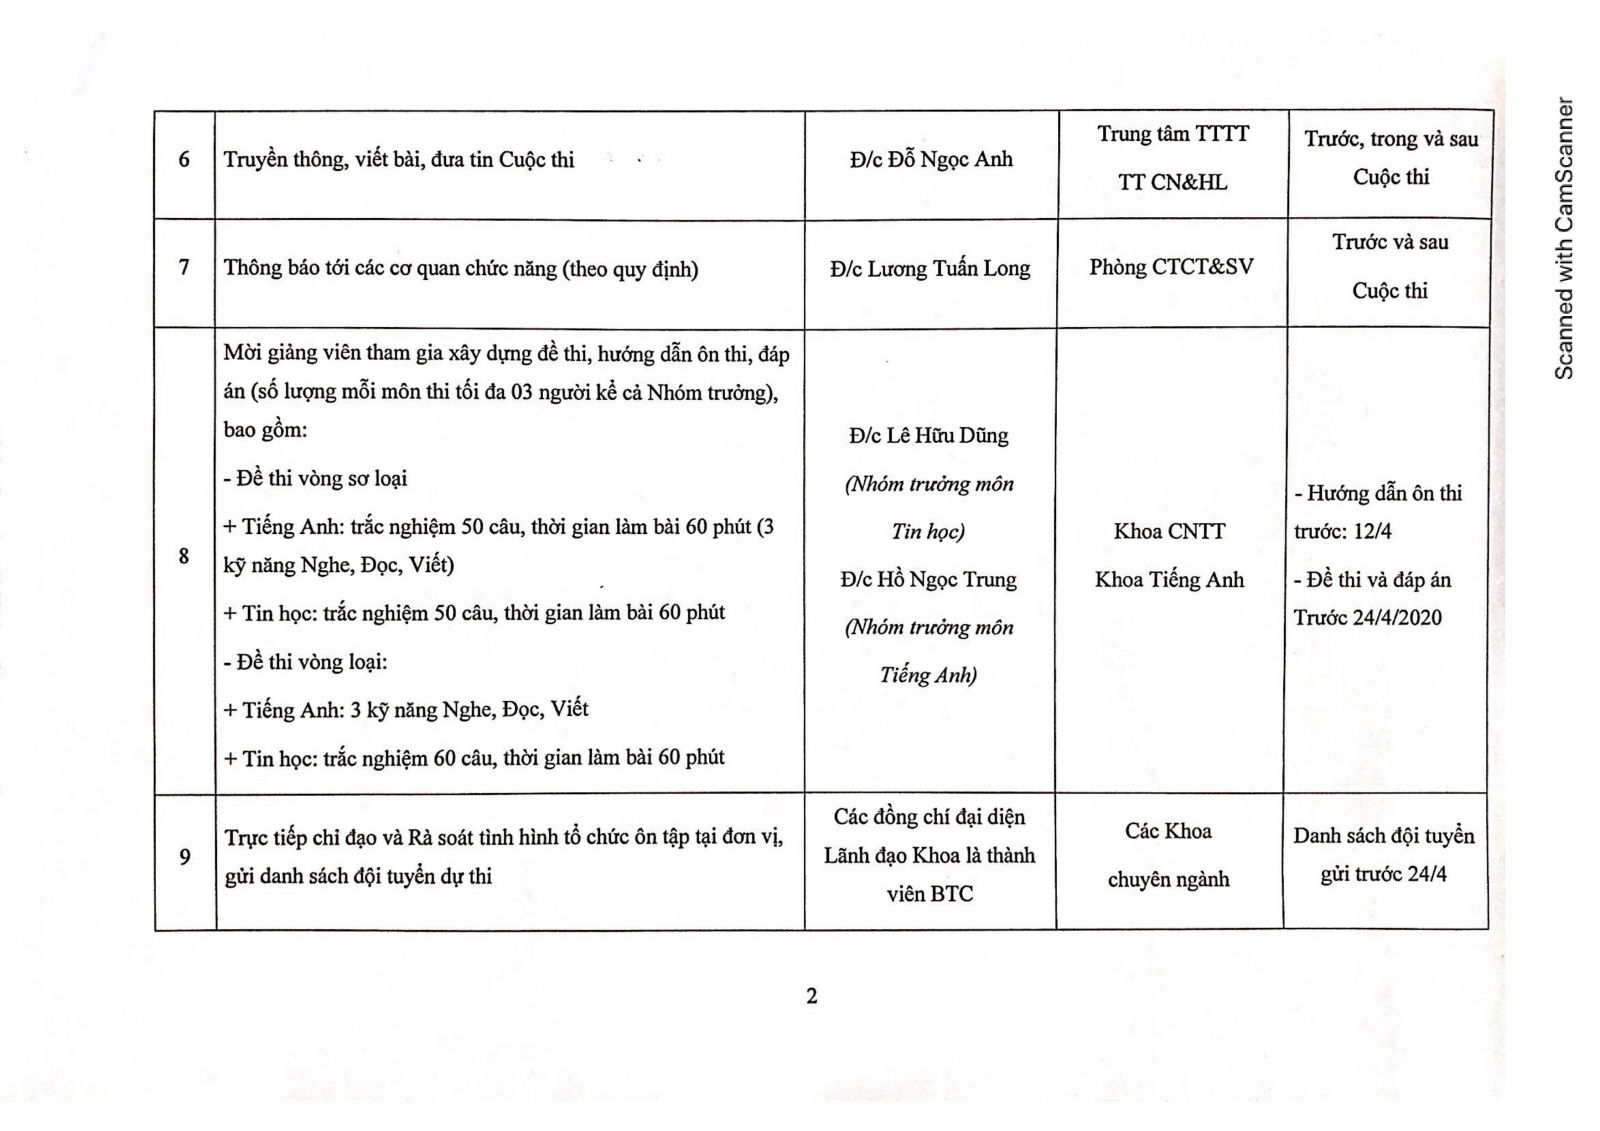 6
Truyền thông, viết bài, đưa tin Cuộc thi
Đ/c Đỗ Ngọc Anh
Trung tâm TTTT
TT CN&HL
Trước, trong và sau
Cuộc thi
7
Thông báo tới các cơ quan chức năng (theo quy định)
Đ/c Lương Tuấn Long
Phòng CTCT&SV
Trước và sau
Cuộc thi
8
Mời giảng viên tham gia xây dựng đề thi, hướng dẫn ôn thi, đáp
án (số lượng mỗi môn thi tối đa 03 người kể cả Nhóm trưởng),
bao gồm:
- Đề thi vòng sơ loại
+ Tiếng Anh: trắc nghiệm 50 câu, thời gian làm bài 60 phút (3
kỹ năng Nghe, Đọc, Viết)
+ Tin học: trắc nghiệm 50 câu, thời gian làm bài 60 phút
- Đề thi vòng loại:
+ Tiếng Anh: 3 kỹ năng Nghe, Đọc, Viết
+ Tin học: trắc nghiệm 60 câu, thời gian làm bài 60 phút
Đ/c Lê Hữu Dũng
(Nhóm trưởng môn
Tin học)
Đ/c Hồ Ngọc Trung
(Nhóm trưởng môn
Tiếng Anh)
Khoa CNTT
Khoa Tiếng Anh
- Hướng dẫn ôn thi
trước: 12/4
- Đề thi và đáp án
Trước 24/4/2020
9
Trực tiếp chỉ đạo và Rà soát tình hình tổ chức ôn tập tại đơn vị,
gửi danh sách đội tuyển dự thi
Các đồng chí đại diện
Lãnh đạo Khoa là thành
viên BTC
Các Khoa
chuyên ngành
Danh sách đội tuyển
gửi trước 24/4
2
Scanned with CamScanner